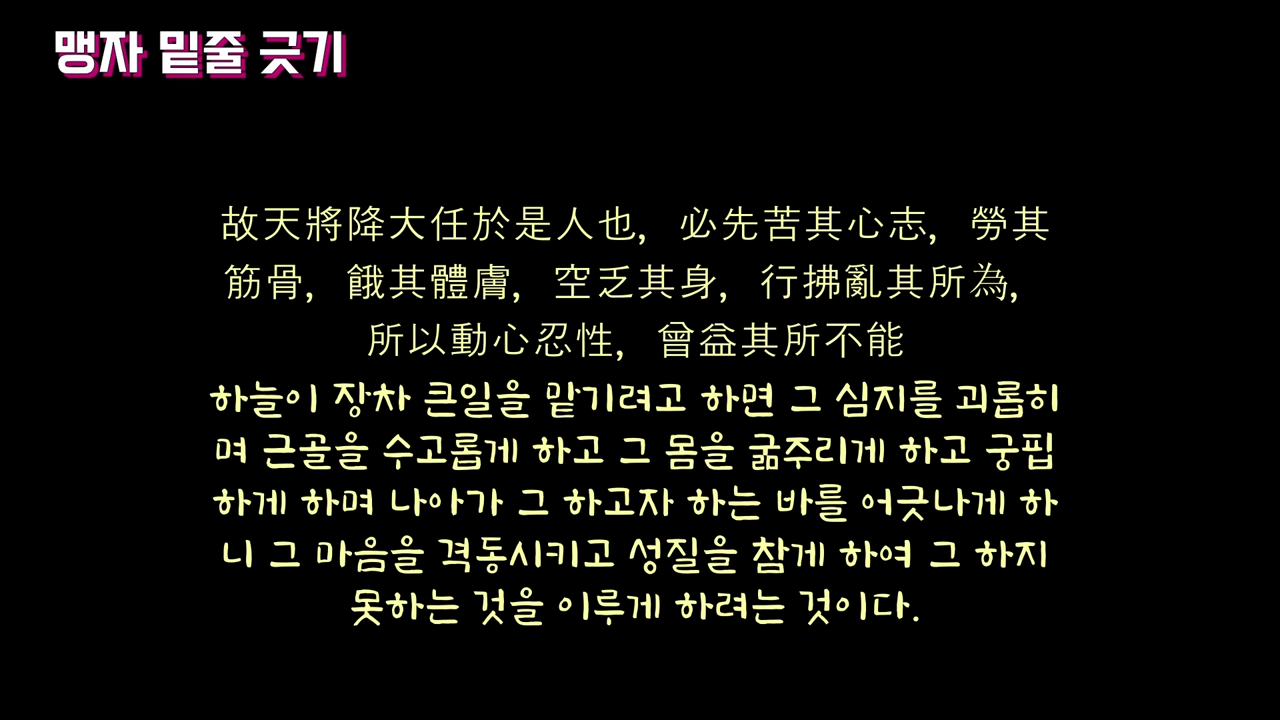 맹자 밑줄 긋기
故天將降大任於是人也, 必先苦其心志, 勞其
筋骨, 餓其體膚, 空乏其身, 行拂亂其所為,
所以動心忍性, 曾益其所不能
하늘이 장차 큰일을 맡기려고 하면 그 심지를 괴롭히
며 근골을 수고롭게 하고 그 몸을 굶주리게 하고 궁핍
하게 하며 나아가 그 하고자 하는 바를 어긋나게 하
니 그 마음을 격동시키고 성질을 참게 하여 그 하지
못하는 것을 이루게 하려는 것이다.